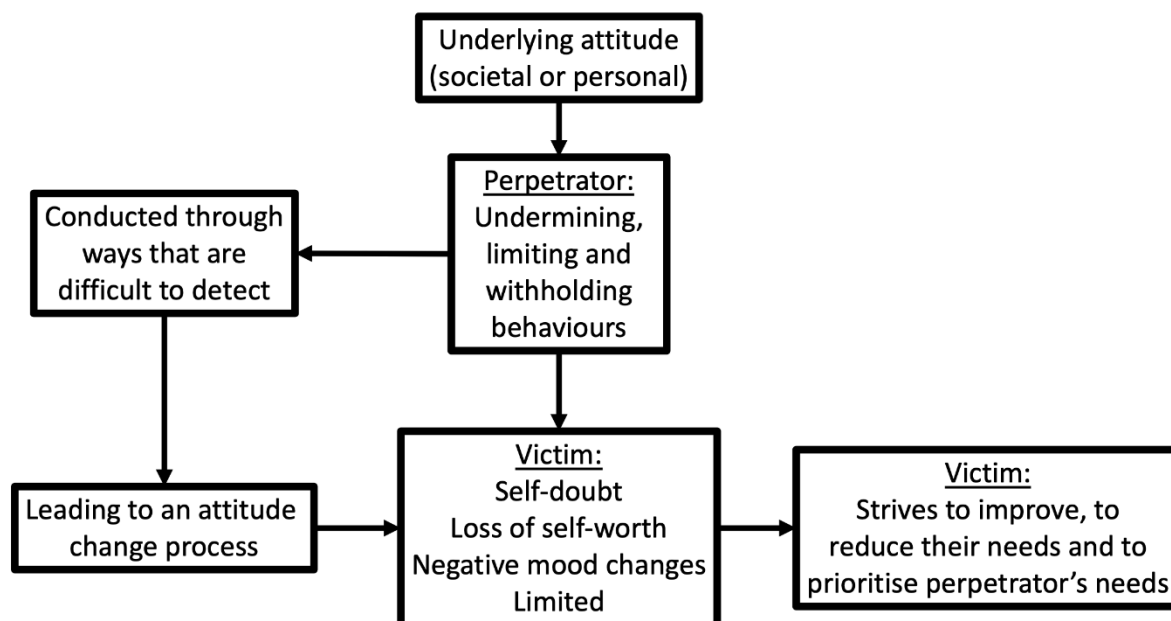 Underlying attitude
(societal or personal)
Perpetrator:
Undermining,
limiting and
withholding
behaviours
Conducted through
ways that are
difficult to detect
Leading to an attitude
change process
Victim:
Self-doubt
Loss of self-worth
Negative mood changes
Limited
Victim:
Strives to improve, to
reduce their needs and to
prioritise perpetrator’s needs